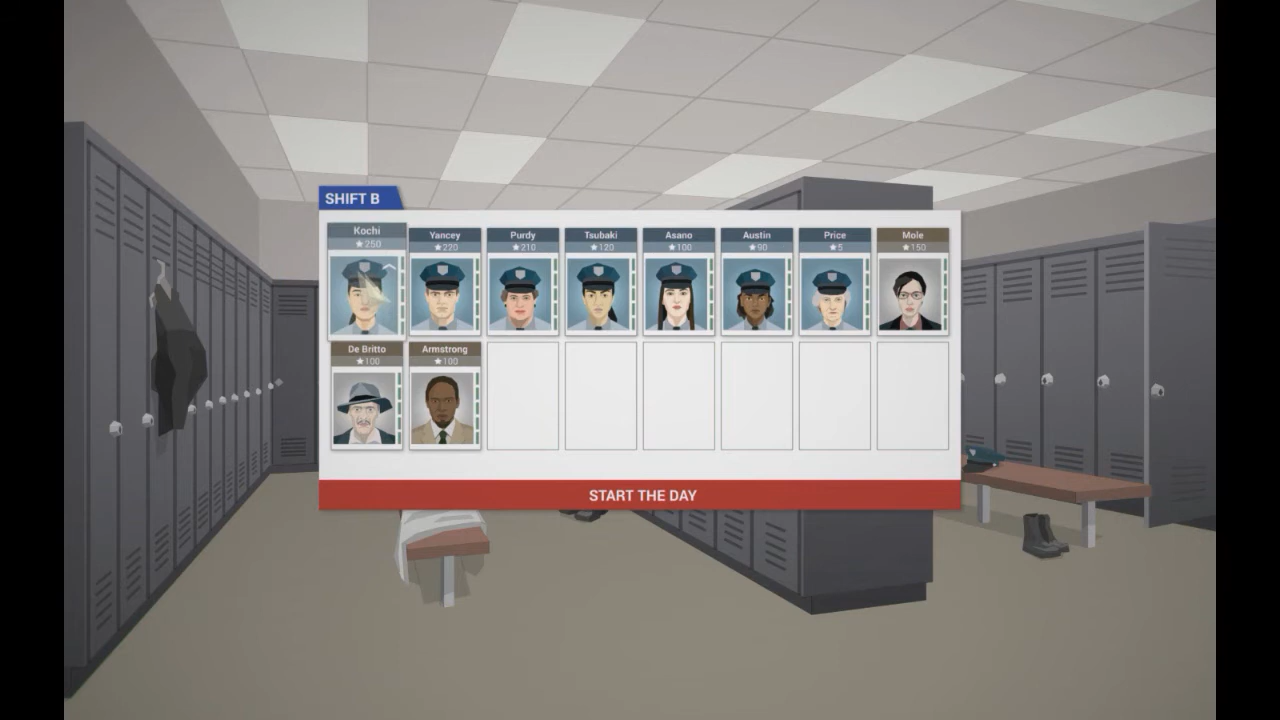 SHIFT B
Kochi Yancey Purdy Tsubaki Asano Austin Price Mole
★250 ★220 ★210 ★120 ★100 ★90 ★5 ★150
De Britto Armstrong
★100 ★100
START THE DAY